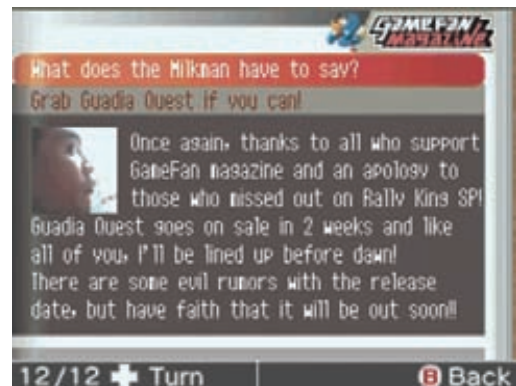 GAMEFAN MAGAZINE
What does the Milkman have to say?
Grab Guadia Quest if you can!
Once again, thanks to all who support
GameFan magazine and an apology to
those who missed out on Rally King SP!
Guadia Quest goes on sale in 2 weeks and like
all of you, I'll be lined up before dawn!
There are some evil rumors with the release
date, but have faith that it will be out soon!!
12/12 Turn
B Back